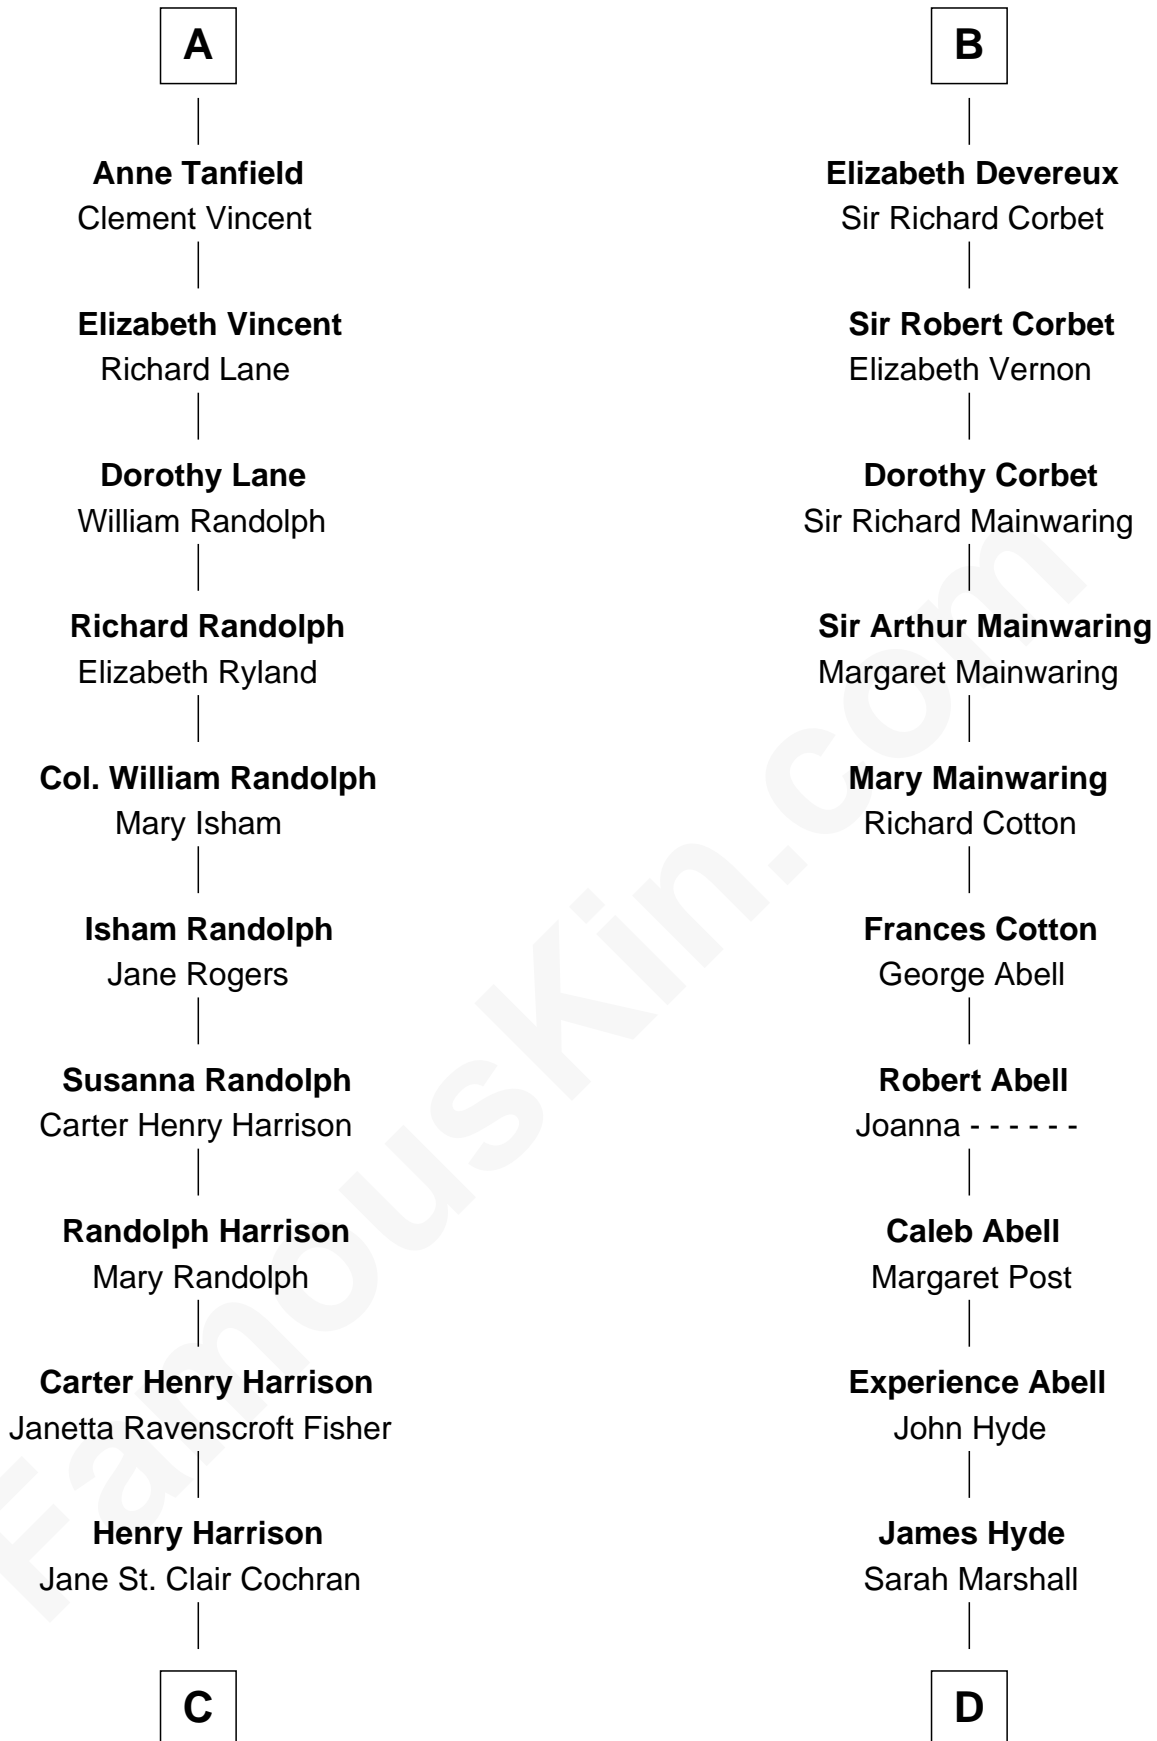 A
Anne Tanfield
Clement Vincent
Elizabeth Vincent
Richard Lane
Dorothy Lane
William Randolph
Richard Randolph
Elizabeth Ryland
Col. William Randolph
Mary Isham
Isham Randolph
Jane Rogers
Susanna Randolph
Carter Henry Harrison
Randolph Harrison
Mary Randolph
Carter Henry Harrison
Janetta Ravenscroft Fisher
Henry Harrison
Jane St. Clair Cochran
C
B
Elizabeth Devereux
Sir Richard Corbet
Sir Robert Corbet
Elizabeth Vernon
Dorothy Corbet
Sir Richard Mainwaring
Sir Arthur Mainwaring
Margaret Mainwaring
Mary Mainwaring
Richard Cotton
Frances Cotton
George Abell
Robert Abell
Joanna - - - - - -
Caleb Abell
Margaret Post
Experience Abell
John Hyde
James Hyde
Sarah Marshall
D
FamousKin.com